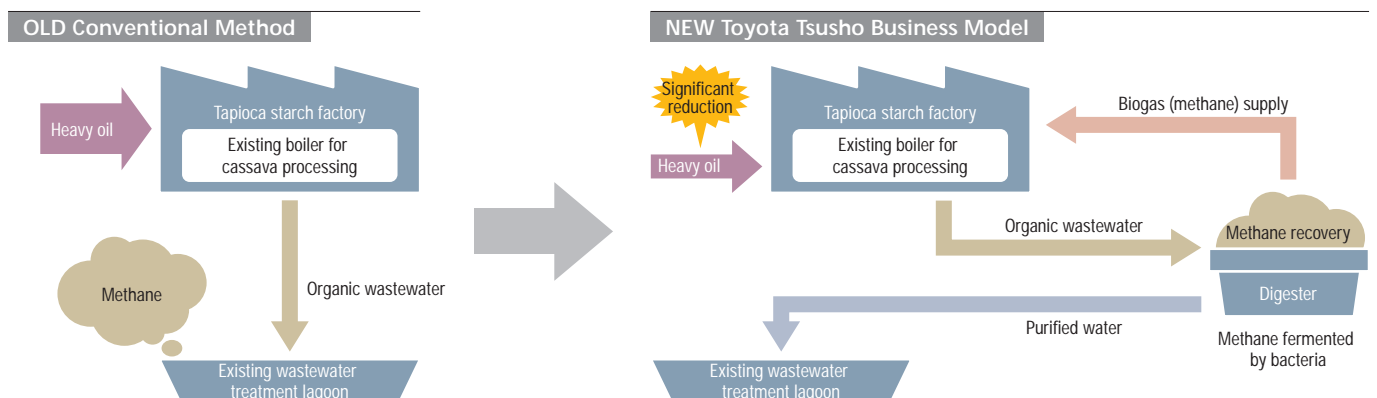 OLD Conventional Method
Heavy oil
Tapioca starch factory
Existing boiler for
cassava processing
Methane
Organic wastewater
Existing wastewater
treatment lagoon
NEW Toyota Tsusho Business Model
Significant
reduction
Heavy oil
Tapioca starch factory
Existing boiler for
cassava processing
Biogas (methane) supply
Organic wastewater
Methane recovery
Digester
Methane fermented
by bacteria
Purified water
Existing wastewater
treatment lagoon